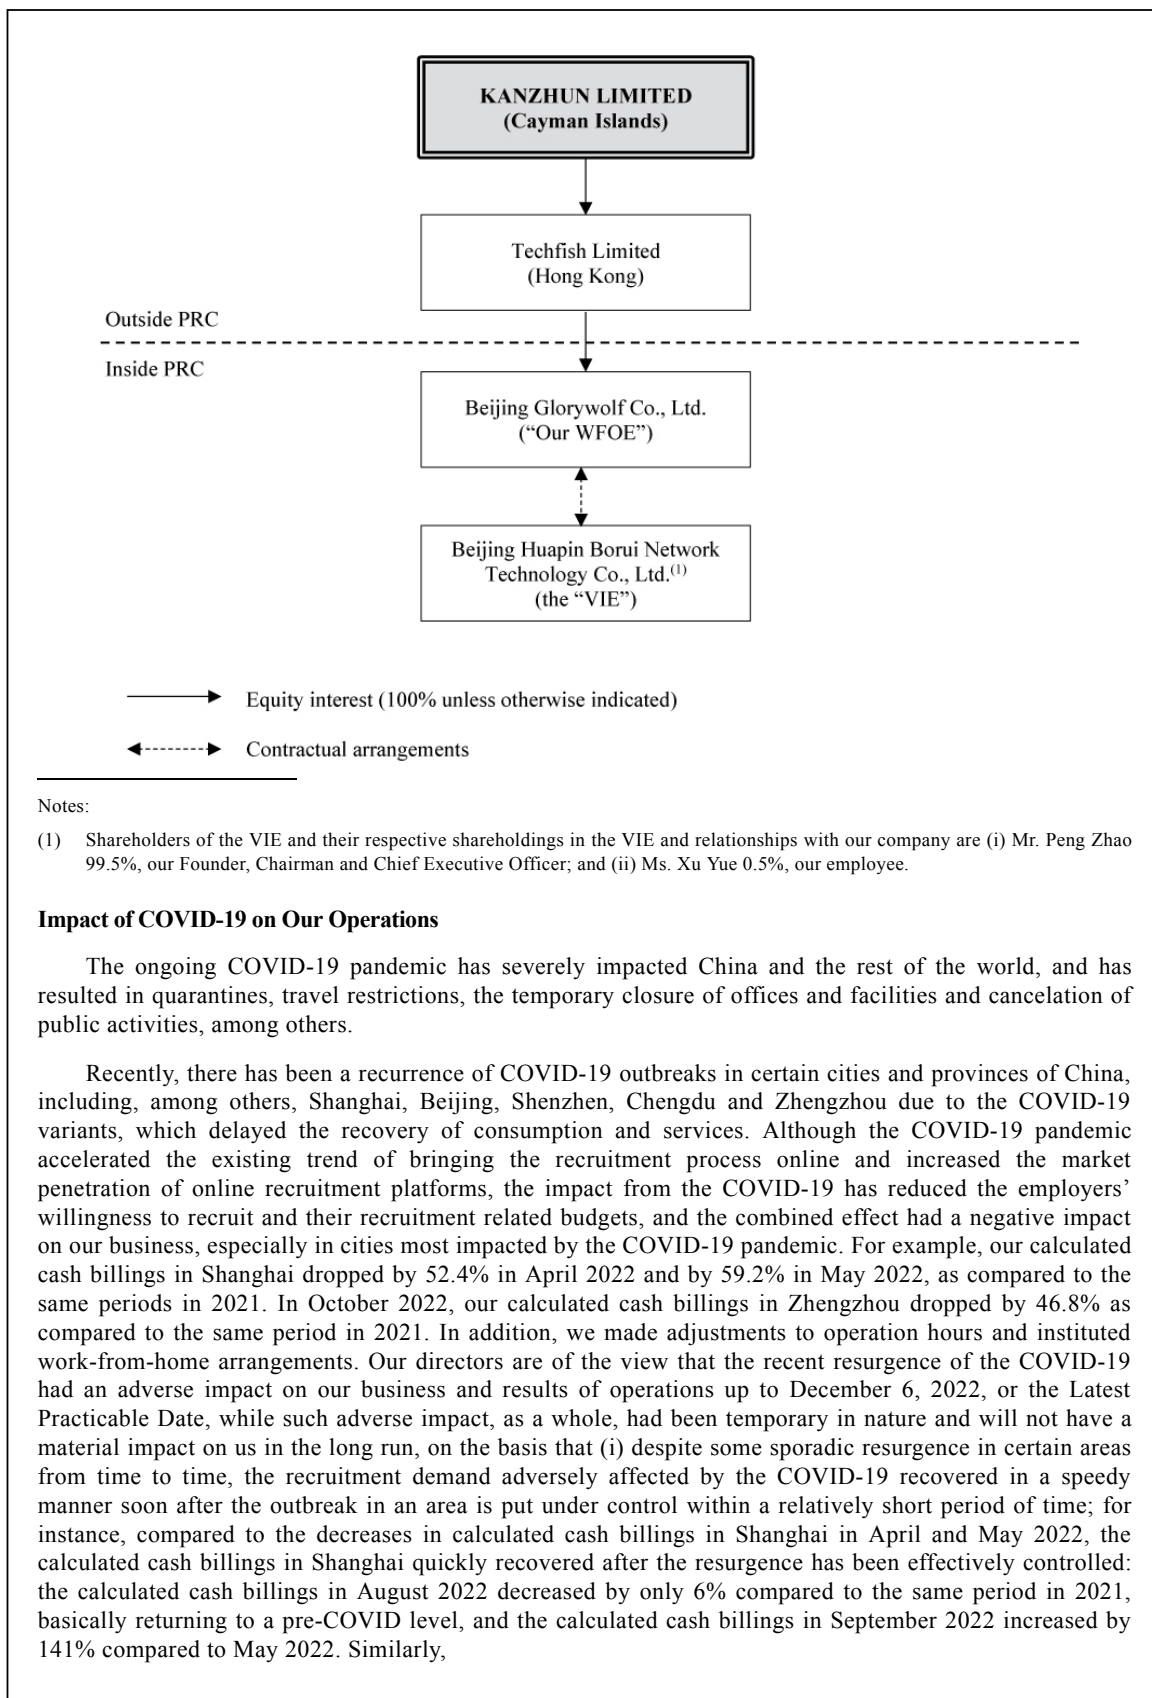 KANZHUN LIMITED
(Cayman Islands)
Techfish Limited
(Hong Kong)
Outside PRC
Inside PRC
Beijing Glorywolf Co., Ltd.
(“Our WFOE”)
Beijing Huapin Borui Network
Technology Co., Ltd.(1)
(the “VIE”)
Equity interest (100% unless otherwise indicated)
Contractual arrangements
Notes:
(1) Shareholders of the VIE and their respective shareholdings in the VIE and relationships with our company are (i) Mr. Peng Zhao
99.5%, our Founder, Chairman and Chief Executive Officer; and (ii) Ms. Xu Yue 0.5%, our employee.
Impact of COVID-19 on Our Operations
The ongoing COVID-19 pandemic has severely impacted China and the rest of the world, and has
resulted in quarantines, travel restrictions, the temporary closure of offices and facilities and cancelation of
public activities, among others.
Recently, there has been a recurrence of COVID-19 outbreaks in certain cities and provinces of China,
including, among others, Shanghai, Beijing, Shenzhen, Chengdu and Zhengzhou due to the COVID-19
variants, which delayed the recovery of consumption and services. Although the COVID-19 pandemic
accelerated the existing trend of bringing the recruitment process online and increased the market
penetration of online recruitment platforms, the impact from the COVID-19 has reduced the employers’
willingness to recruit and their recruitment related budgets, and the combined effect had a negative impact
on our business, especially in cities most impacted by the COVID-19 pandemic. For example, our calculated
cash billings in Shanghai dropped by 52.4% in April 2022 and by 59.2% in May 2022, as compared to the
same periods in 2021. In October 2022, our calculated cash billings in Zhengzhou dropped by 46.8% as
compared to the same period in 2021. In addition, we made adjustments to operation hours and instituted
work-from-home arrangements. Our directors are of the view that the recent resurgence of the COVID-19
had an adverse impact on our business and results of operations up to December 6, 2022, or the Latest
Practicable Date, while such adverse impact, as a whole, had been temporary in nature and will not have a
material impact on us in the long run, on the basis that (i) despite some sporadic resurgence in certain areas
from time to time, the recruitment demand adversely affected by the COVID-19 recovered in a speedy
manner soon after the outbreak in an area is put under control within a relatively short period of time; for
instance, compared to the decreases in calculated cash billings in Shanghai in April and May 2022, the
calculated cash billings in Shanghai quickly recovered after the resurgence has been effectively controlled:
the calculated cash billings in August 2022 decreased by only 6% compared to the same period in 2021,
basically returning to a pre-COVID level, and the calculated cash billings in September 2022 increased by
141% compared to May 2022. Similarly,